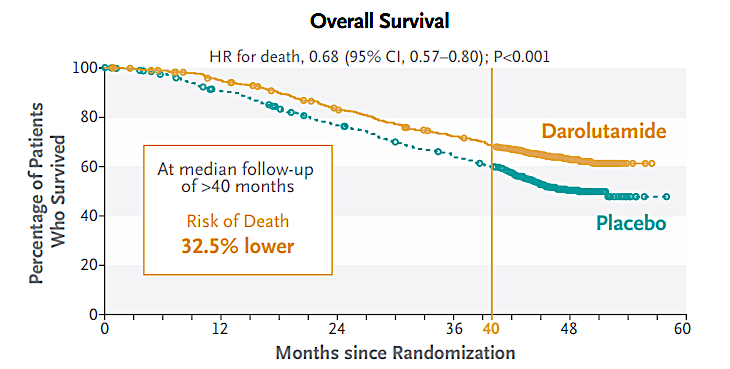 Overall Survival
HR for death, 0.68 (95% CI, 0.57–0.80); P<0.001
Percentage of Patients
Who Survived
100
80
60
40
20
0
Darolutamide
Placebo
At median follow-up
of >40 months
Risk of Death
32.5% lower
0 12 24 36 40 48 60
Months since Randomization